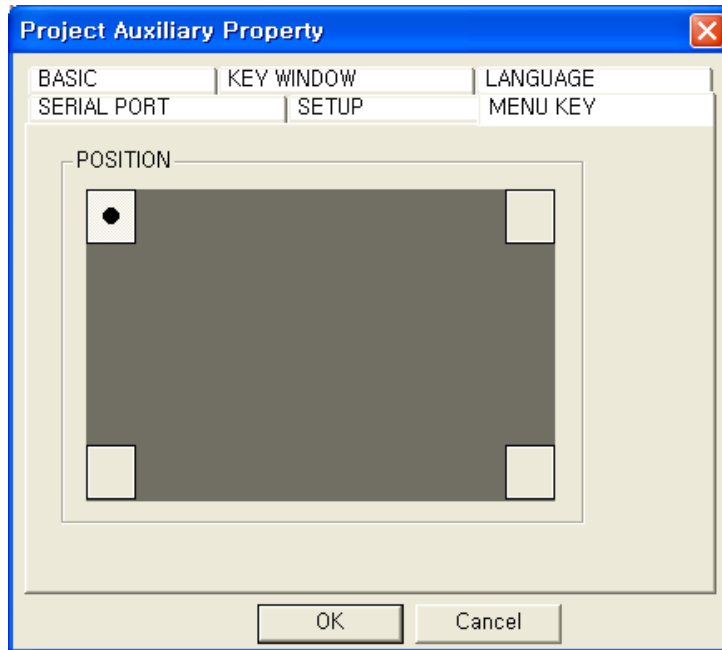 Project Auxiliary Property
BASIC KEY WINDOW LANGUAGE
SERIAL PORT SETUP MENU KEY
POSITION
OK Cancel